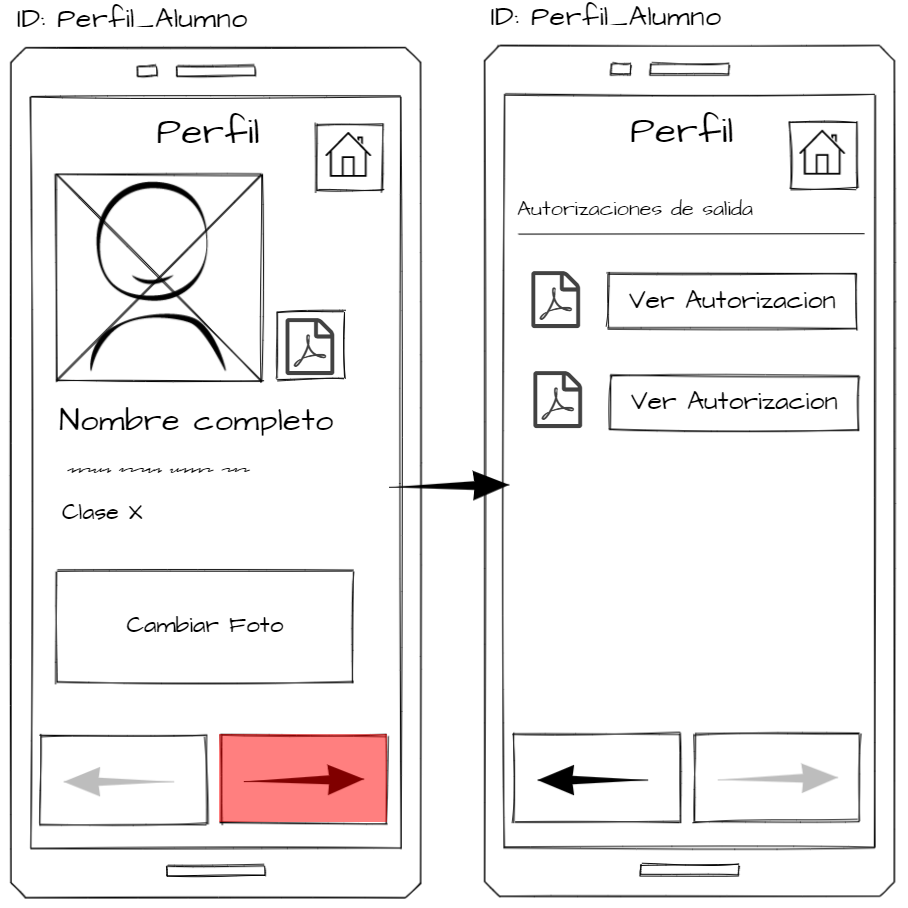 ID: Perfil_Alumno
Perfil
Nombre completo
Clase X
Cambiar Foto
ID: Perfil_Alumno
Perfil
Autorizaciones de salida
Ver Autorizacion
Ver Autorizacion